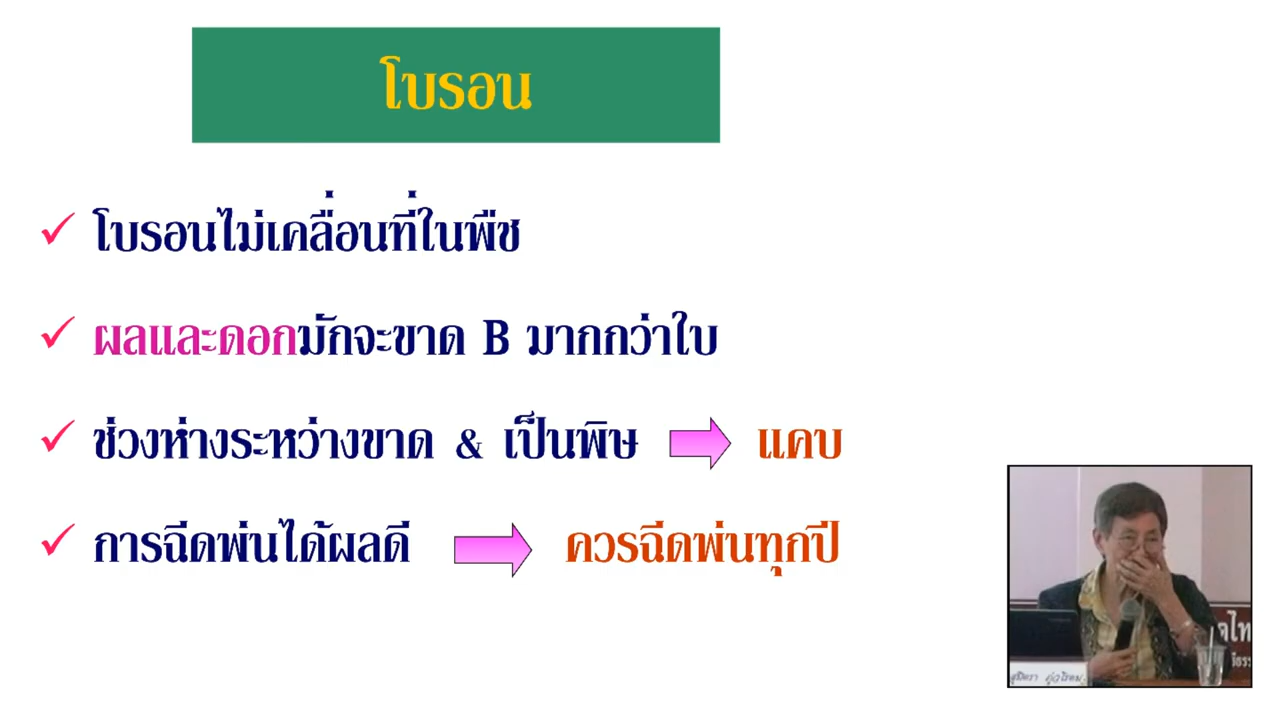 โบรอน
โบรอนไม่เคลื่อนที่ในพืช
ผลและดอกมักจะขาด B มากกว่าใบ
ช่วงห่างระหว่างขาด & เป็นพิษ แคบ
การฉีดพ่นได้ผลดี ควรฉีดพ่นทุกปี